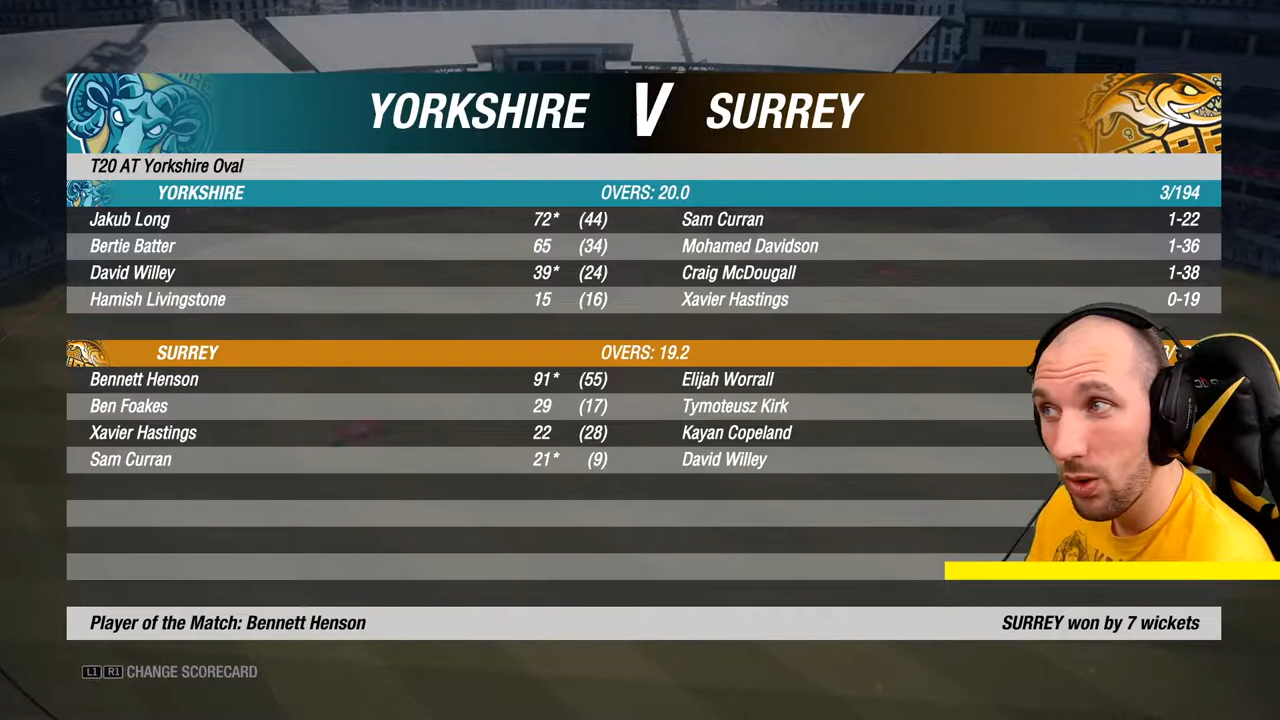 YORKSHIRE V SURREY
T20 AT Yorkshire Oval
YORKSHIRE OVERS: 20.0 3/194
Jakub Long 72* (44) Sam Curran 1-22
Bertie Batter 65 (34) Mohamed Davidson 1-36
David Willey 39* (24) Craig McDougall 1-38
Hamish Livingstone 15 (16) Xavier Hastings 0-19
SURREY OVERS: 19.2
Bennett Henson 91* (55) Elijah Worrall
Ben Foakes 29 (17) Tymoteusz Kirk
Xavier Hastings 22 (28) Kayan Copeland
Sam Curran 21* (9) David Willey
Player of the Match: Bennett Henson SURREY won by 7 wickets
L1 R1 CHANGE SCORECARD